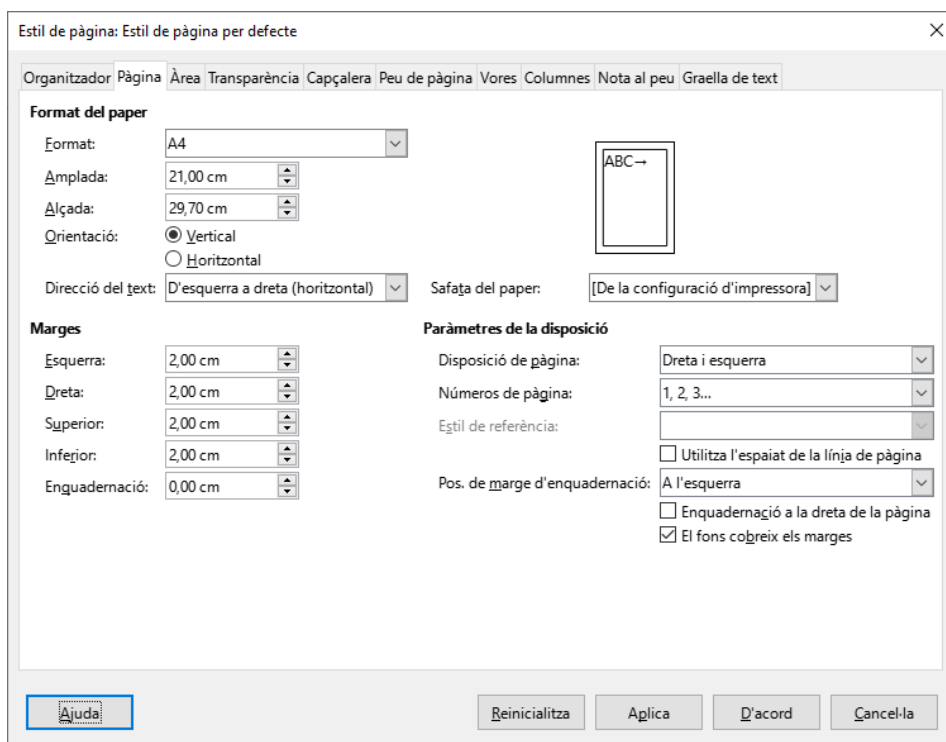 Estil de pàgina: Estil de pàgina per defecte
Organitzador Pàgina Àrea Transparència Capçalera Peu de pàgina Vores Columnes Nota al peu Graella de text
Format del paper
Format: A4
ABC→
Amplada: 21,00 cm
Alçada: 29,70 cm
Orientació: Vertical
Horitzontal
Direcció del text: D'esquerra a dreta (horitzontal) Safata del paper: [De la configuració d'impressora]
Marges Paràmetres de la disposició
Esquerra: 2,00 cm Disposició de pàgina: Dreta i esquerra
Dreta: 2,00 cm Números de pàgina: 1, 2, 3...
Superior: 2,00 cm Estil de referència:
Inferior: 2,00 cm Utilitza l'espaiat de la línia de pàgina
Enquadernació: 0,00 cm Pos. de marge d'enquadernació: A l'esquerra
Enquadernació a la dreta de la pàgina
El fons cobreix els marges
Ajuda Reinicialitza Aplica D'acord Cancel·la